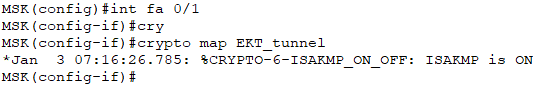 MSK(config)#int fa 0/1
MSK(config-if)#cry
MSK(config-if)#crypto map EKT_tunnel
*Jan  3 07:16:26.785: %CRYPTO-6-ISAKMP_ON_OFF: ISAKMP is ON
MSK(config-if)#